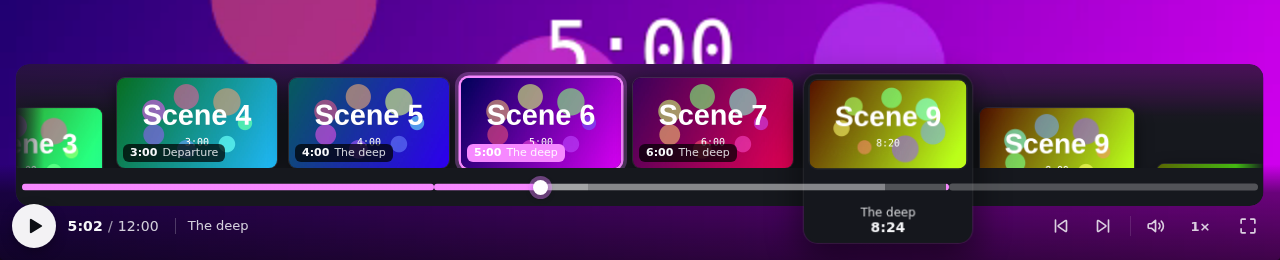 5:00
Scene 4
Scene 5
Scene 6
Scene 7
Scene 9
ne 3
Scene 9
3:00
4:00
5:00
6:00
8:20
3:00 Departure
4:00 The deep
5:00 The deep
6:00 The deep
The deep
8:24
5:02 / 12:00
The deep
1×